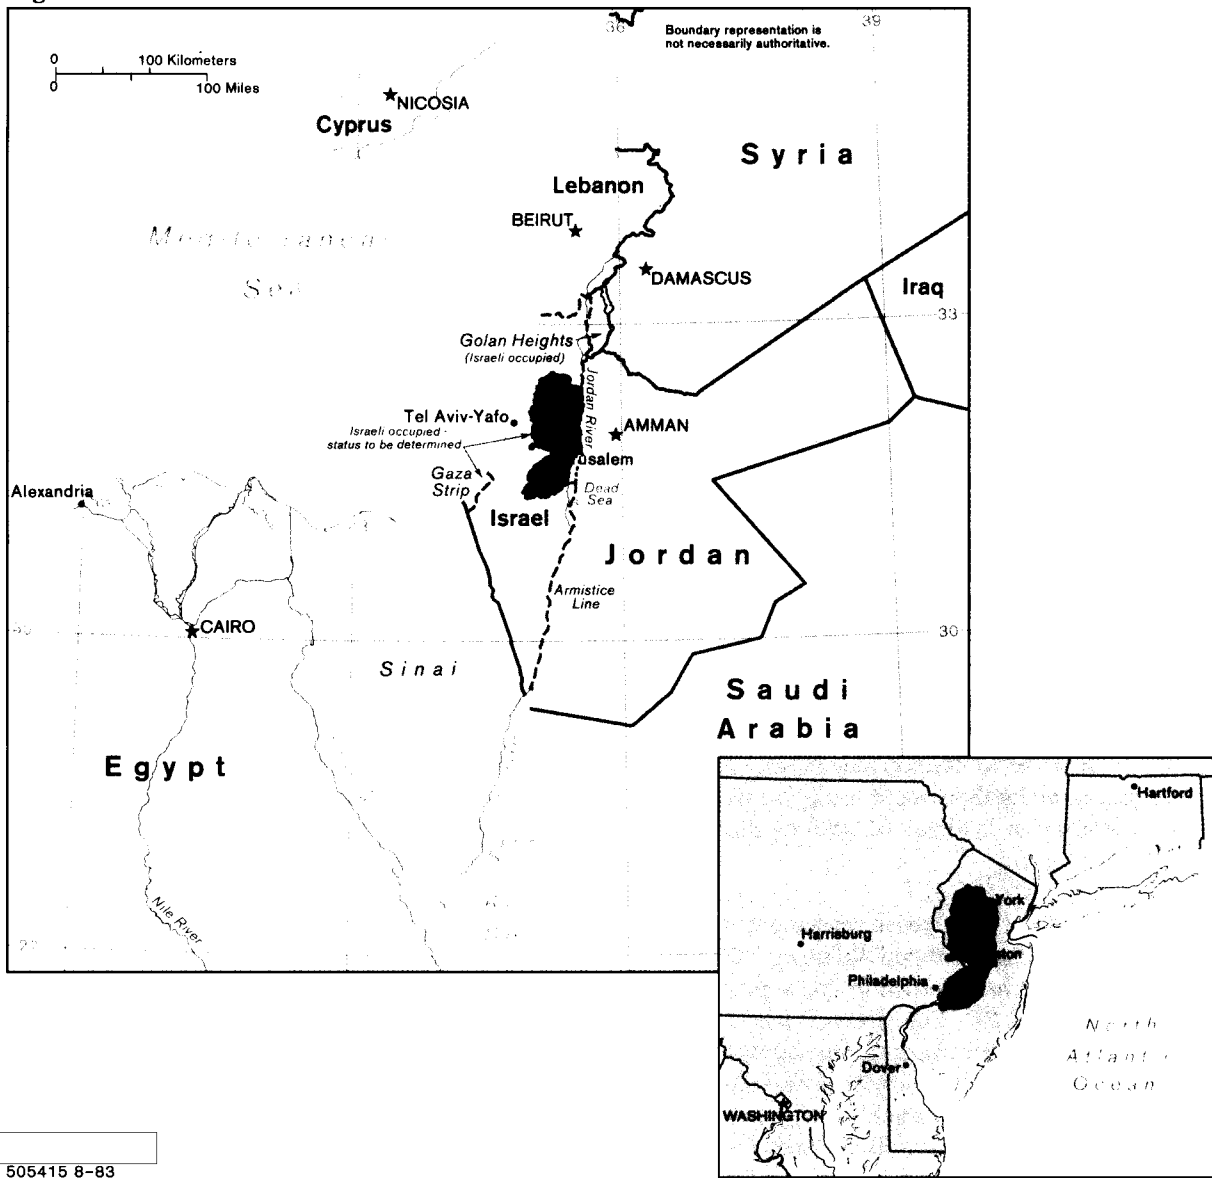 36
39
Boundary representation is
not necessarily authoritative.
0
100 Kilometers
0
100 Miles
NICOSIA
Cyprus
Syria
Lebanon
BEIRUT
Sea
DAMASCUS
Iraq
33
Golan Heights
(Israeli occupied)
Jordan River
Tel Aviv-Yafo
AMMAN
Israeli occupied -
status to be determined
usalem
Gaza
Strip
Dead
Sea
Alexandria
Israel
Jordan
Armistice
Line
CAIRO
30
Sinai
Saudi
Arabia
Egypt
Nile River
Hartford
York
Harrisburg
ton
Philadelphia
North
Ocean
Dover
WASHINGTON
505415 8-83